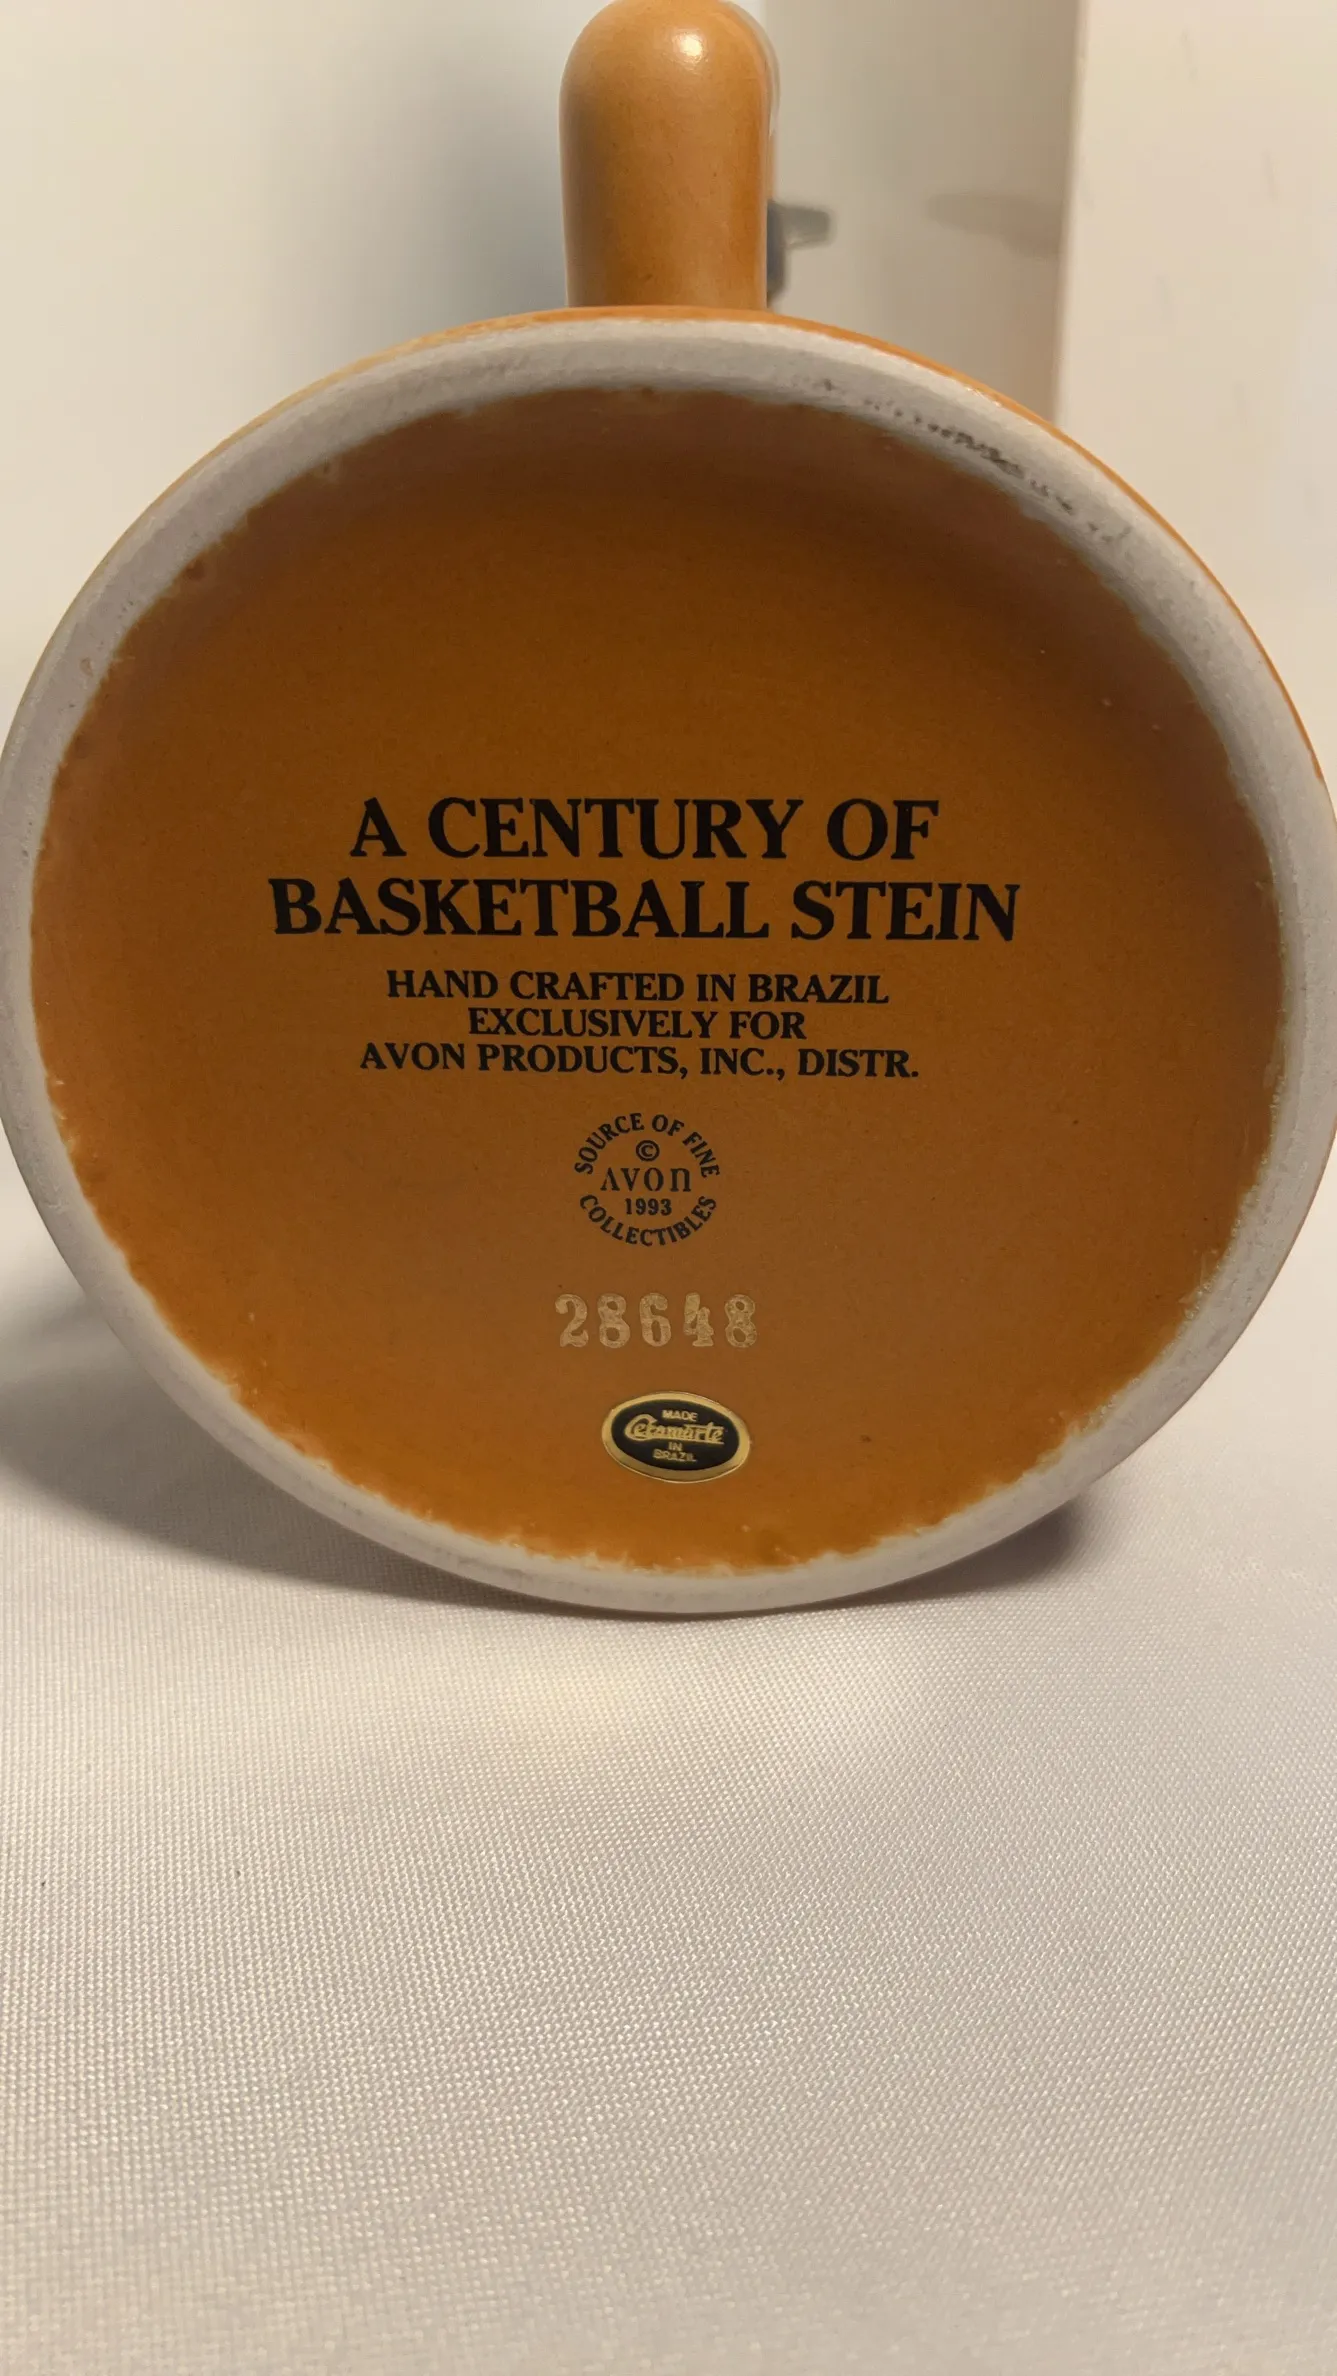 A CENTURY OF
BASKETBALL STEIN
HAND CRAFTED IN BRAZIL
EXCLUSIVELY FOR
AVON PRODUCTS, INC., DISTR.
SOURCE OF FINE
©
AVON
1993
COLLECTIBLES
28648
MADE
Ceramarte
IN
BRAZIL